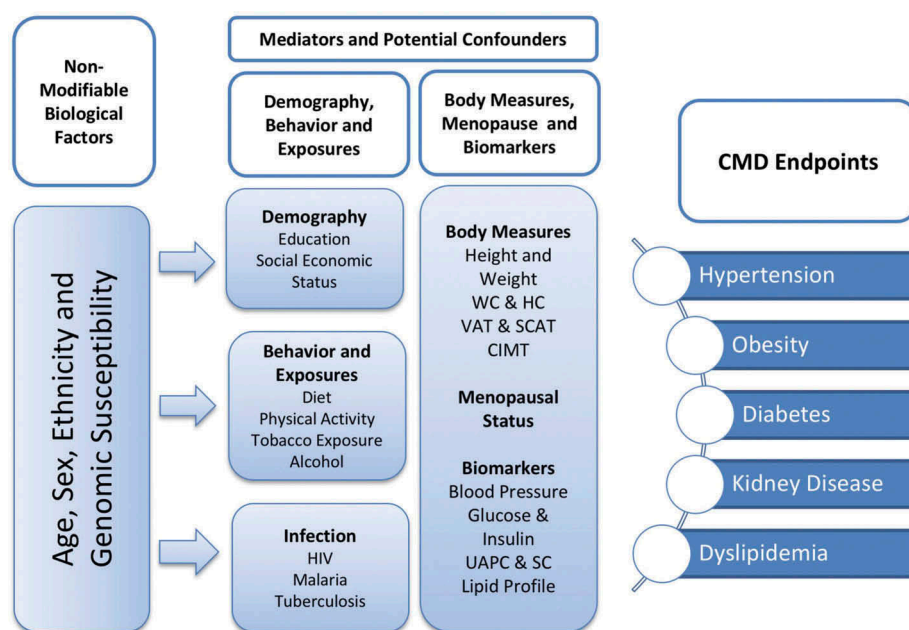 Non-
Modifiable
Biological
Factors
Age, Sex, Ethnicity and
Genomic Susceptibility
Mediators and Potential Confounders
Demography,
Behavior and
Exposures
Demography
Education
Social Economic
Status
Behavior and
Exposures
Diet
Physical Activity
Tobacco Exposure
Alcohol
Infection
HIV
Malaria
Tuberculosis
Body Measures,
Menopause and
Biomarkers
Body Measures
Height and
Weight
WC & HC
VAT & SCAT
CIMT
Menopausal
Status
Biomarkers
Blood Pressure
Glucose &
Insulin
UAPC & SC
Lipid Profile
CMD Endpoints
Hypertension
Obesity
Diabetes
Kidney Disease
Dyslipidemia